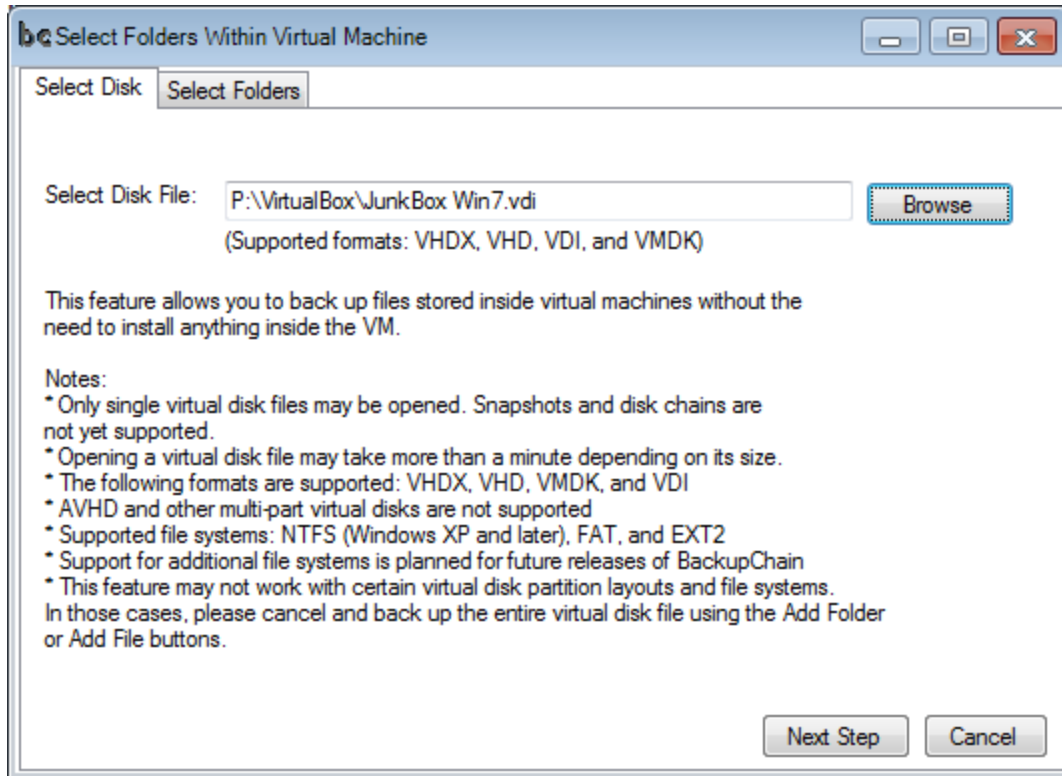 bc Select Folders Within Virtual Machine
Select Disk Select Folders
Select Disk File: P:\VirtualBox\JunkBox Win7.vdi Browse
(Supported formats: VHDX, VHD, VDI, and VMDK)
This feature allows you to back up files stored inside virtual machines without the
need to install anything inside the VM.
Notes:
* Only single virtual disk files may be opened. Snapshots and disk chains are
not yet supported.
* Opening a virtual disk file may take more than a minute depending on its size.
* The following formats are supported: VHDX, VHD, VMDK, and VDI
* AVHD and other multi-part virtual disks are not supported
* Supported file systems: NTFS (Windows XP and later), FAT, and EXT2
* Support for additional file systems is planned for future releases of BackupChain
* This feature may not work with certain virtual disk partition layouts and file systems.
In those cases, please cancel and back up the entire virtual disk file using the Add Folder
or Add File buttons.
Next Step Cancel